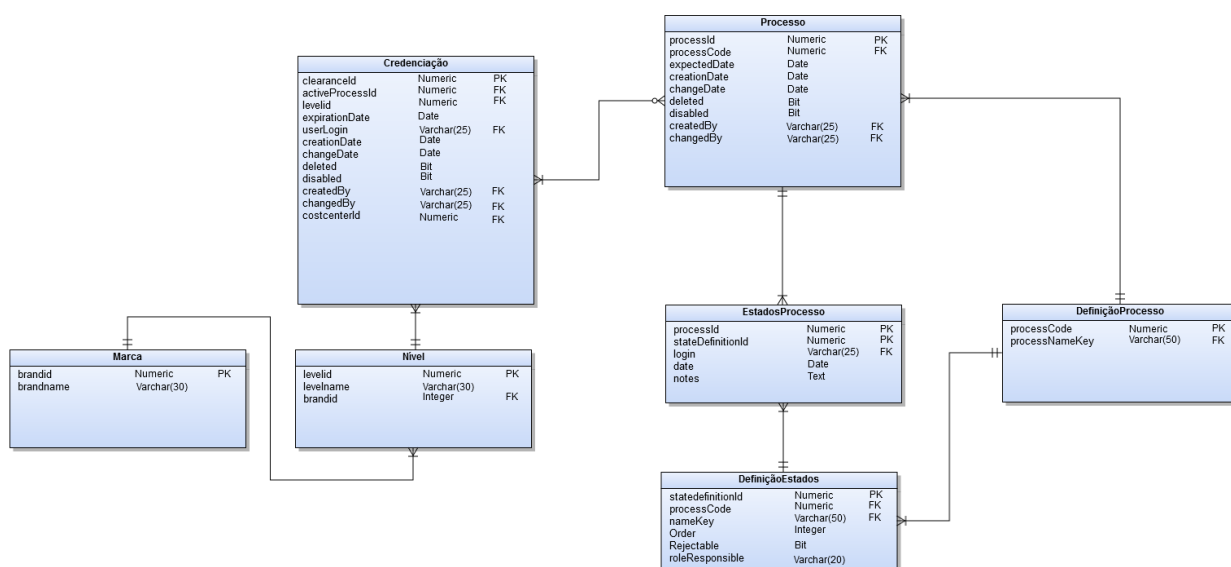 Processo
processId Numeric PK
processCode Numeric FK
expectedDate Date
creationDate Date
changeDate Date
deleted Bit
disabled Bit
createdBy Varchar(25) FK
changedBy Varchar(25) FK
Credenciação
clearanceId Numeric PK
activeProcessId Numeric FK
levelid Numeric FK
expirationDate Date
userLogin Varchar(25) FK
creationDate Date
changeDate Date
deleted Bit
disabled Bit
createdBy Varchar(25) FK
changedBy Varchar(25) FK
costcenterId Numeric FK
EstadosProcesso
processId Numeric PK
stateDefinitionId Numeric PK
login Varchar(25) FK
date Date
notes Text
DefiniçãoProcesso
processCode Numeric PK
processNameKey Varchar(50) FK
Marca
brandid Numeric PK
brandname Varchar(30)
Nível
levelid Numeric PK
levelname Varchar(30)
brandid Integer FK
DefiniçãoEstados
statedefinitionId Numeric PK
processCode Numeric FK
nameKey Varchar(50) FK
Order Integer
Rejectable Bit
roleResponsible Varchar(20)